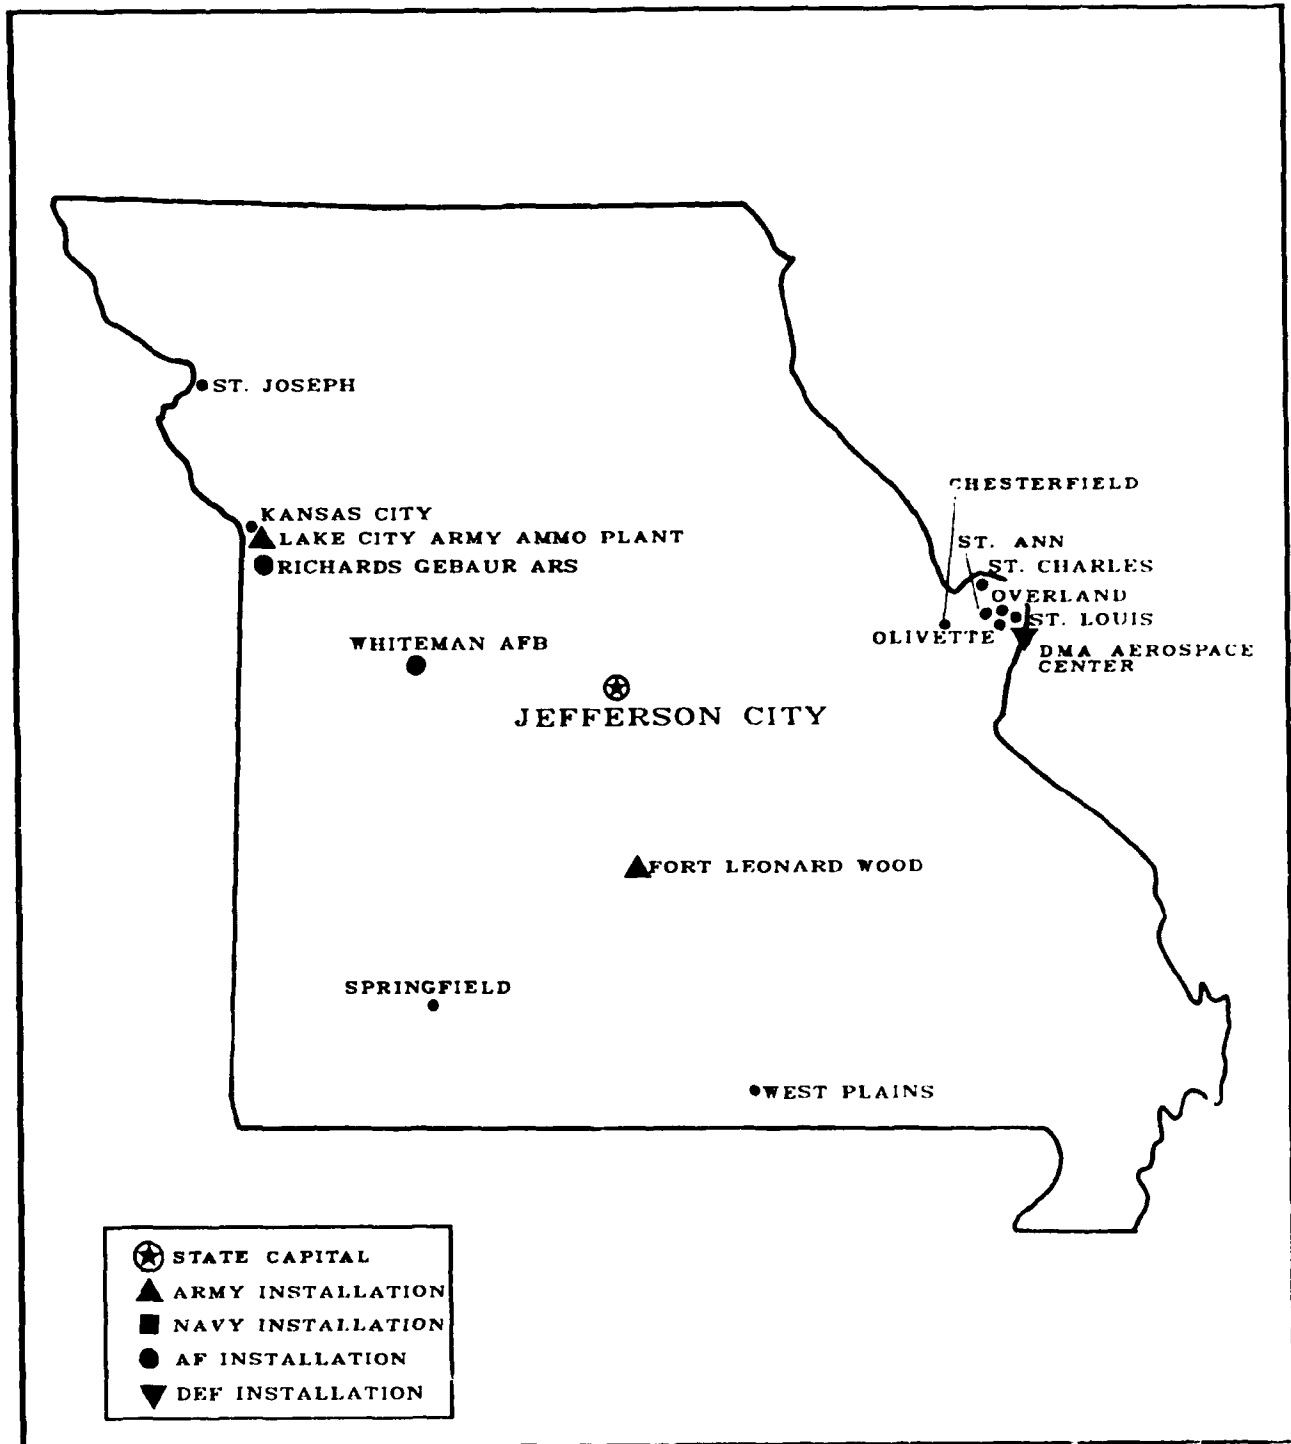 ST. JOSEPH
CHESTERFIELD
KANSAS CITY
LAKE CITY ARMY AMMO PLANT
ST. ANN
RICHARDS GEBAUR ARS
ST. CHARLES
OVERLAND
ST. LOUIS
OLIVETTE
WHITEMAN AFB
DMA AEROSPACE
CENTER
JEFFERSON CITY
FORT LEONARD WOOD
SPRINGFIELD
WEST PLAINS
STATE CAPITAL
ARMY INSTALLATION
NAVY INSTALLATION
AF INSTALLATION
DEF INSTALLATION